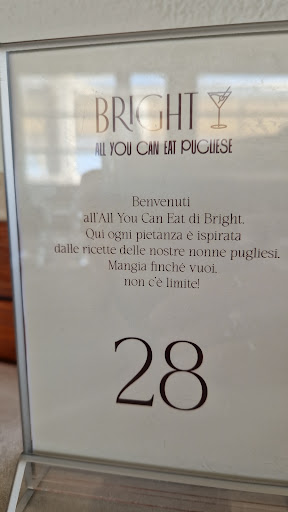 BRIGHT
ALL YOU CAN EAT PUGLIESE
Benvenuti
all'All You Can Eat di Bright.
Qui ogni pietanza è ispirata
dalle ricette delle nostre nonne pugliesi.
Mangia finché vuoi,
non c'è limite!
28